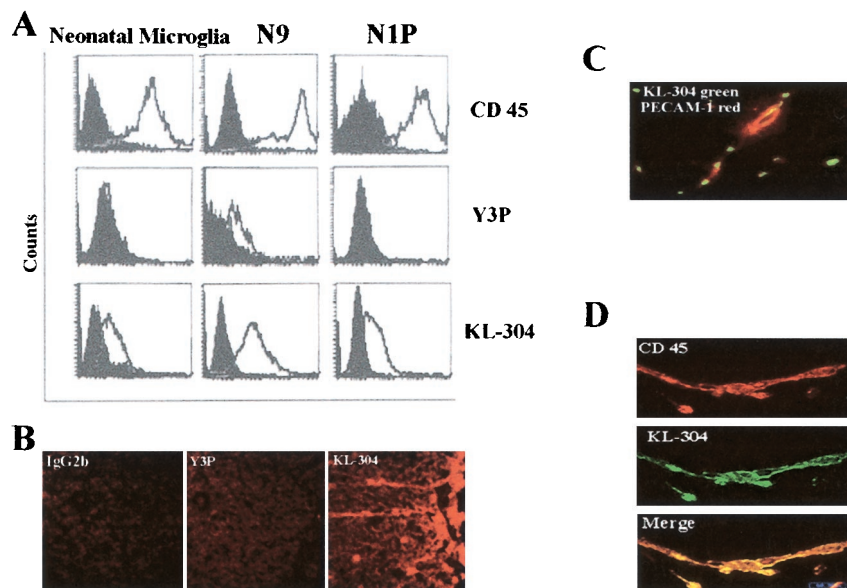 A
Neonatal Microglia N9 N1P
CD 45
Y3P
KL-304
Counts
B
IgG2b
Y3P
KL-304
C
KL-304 green
PECAM-1 red
D
CD 45
KL-304
Merge